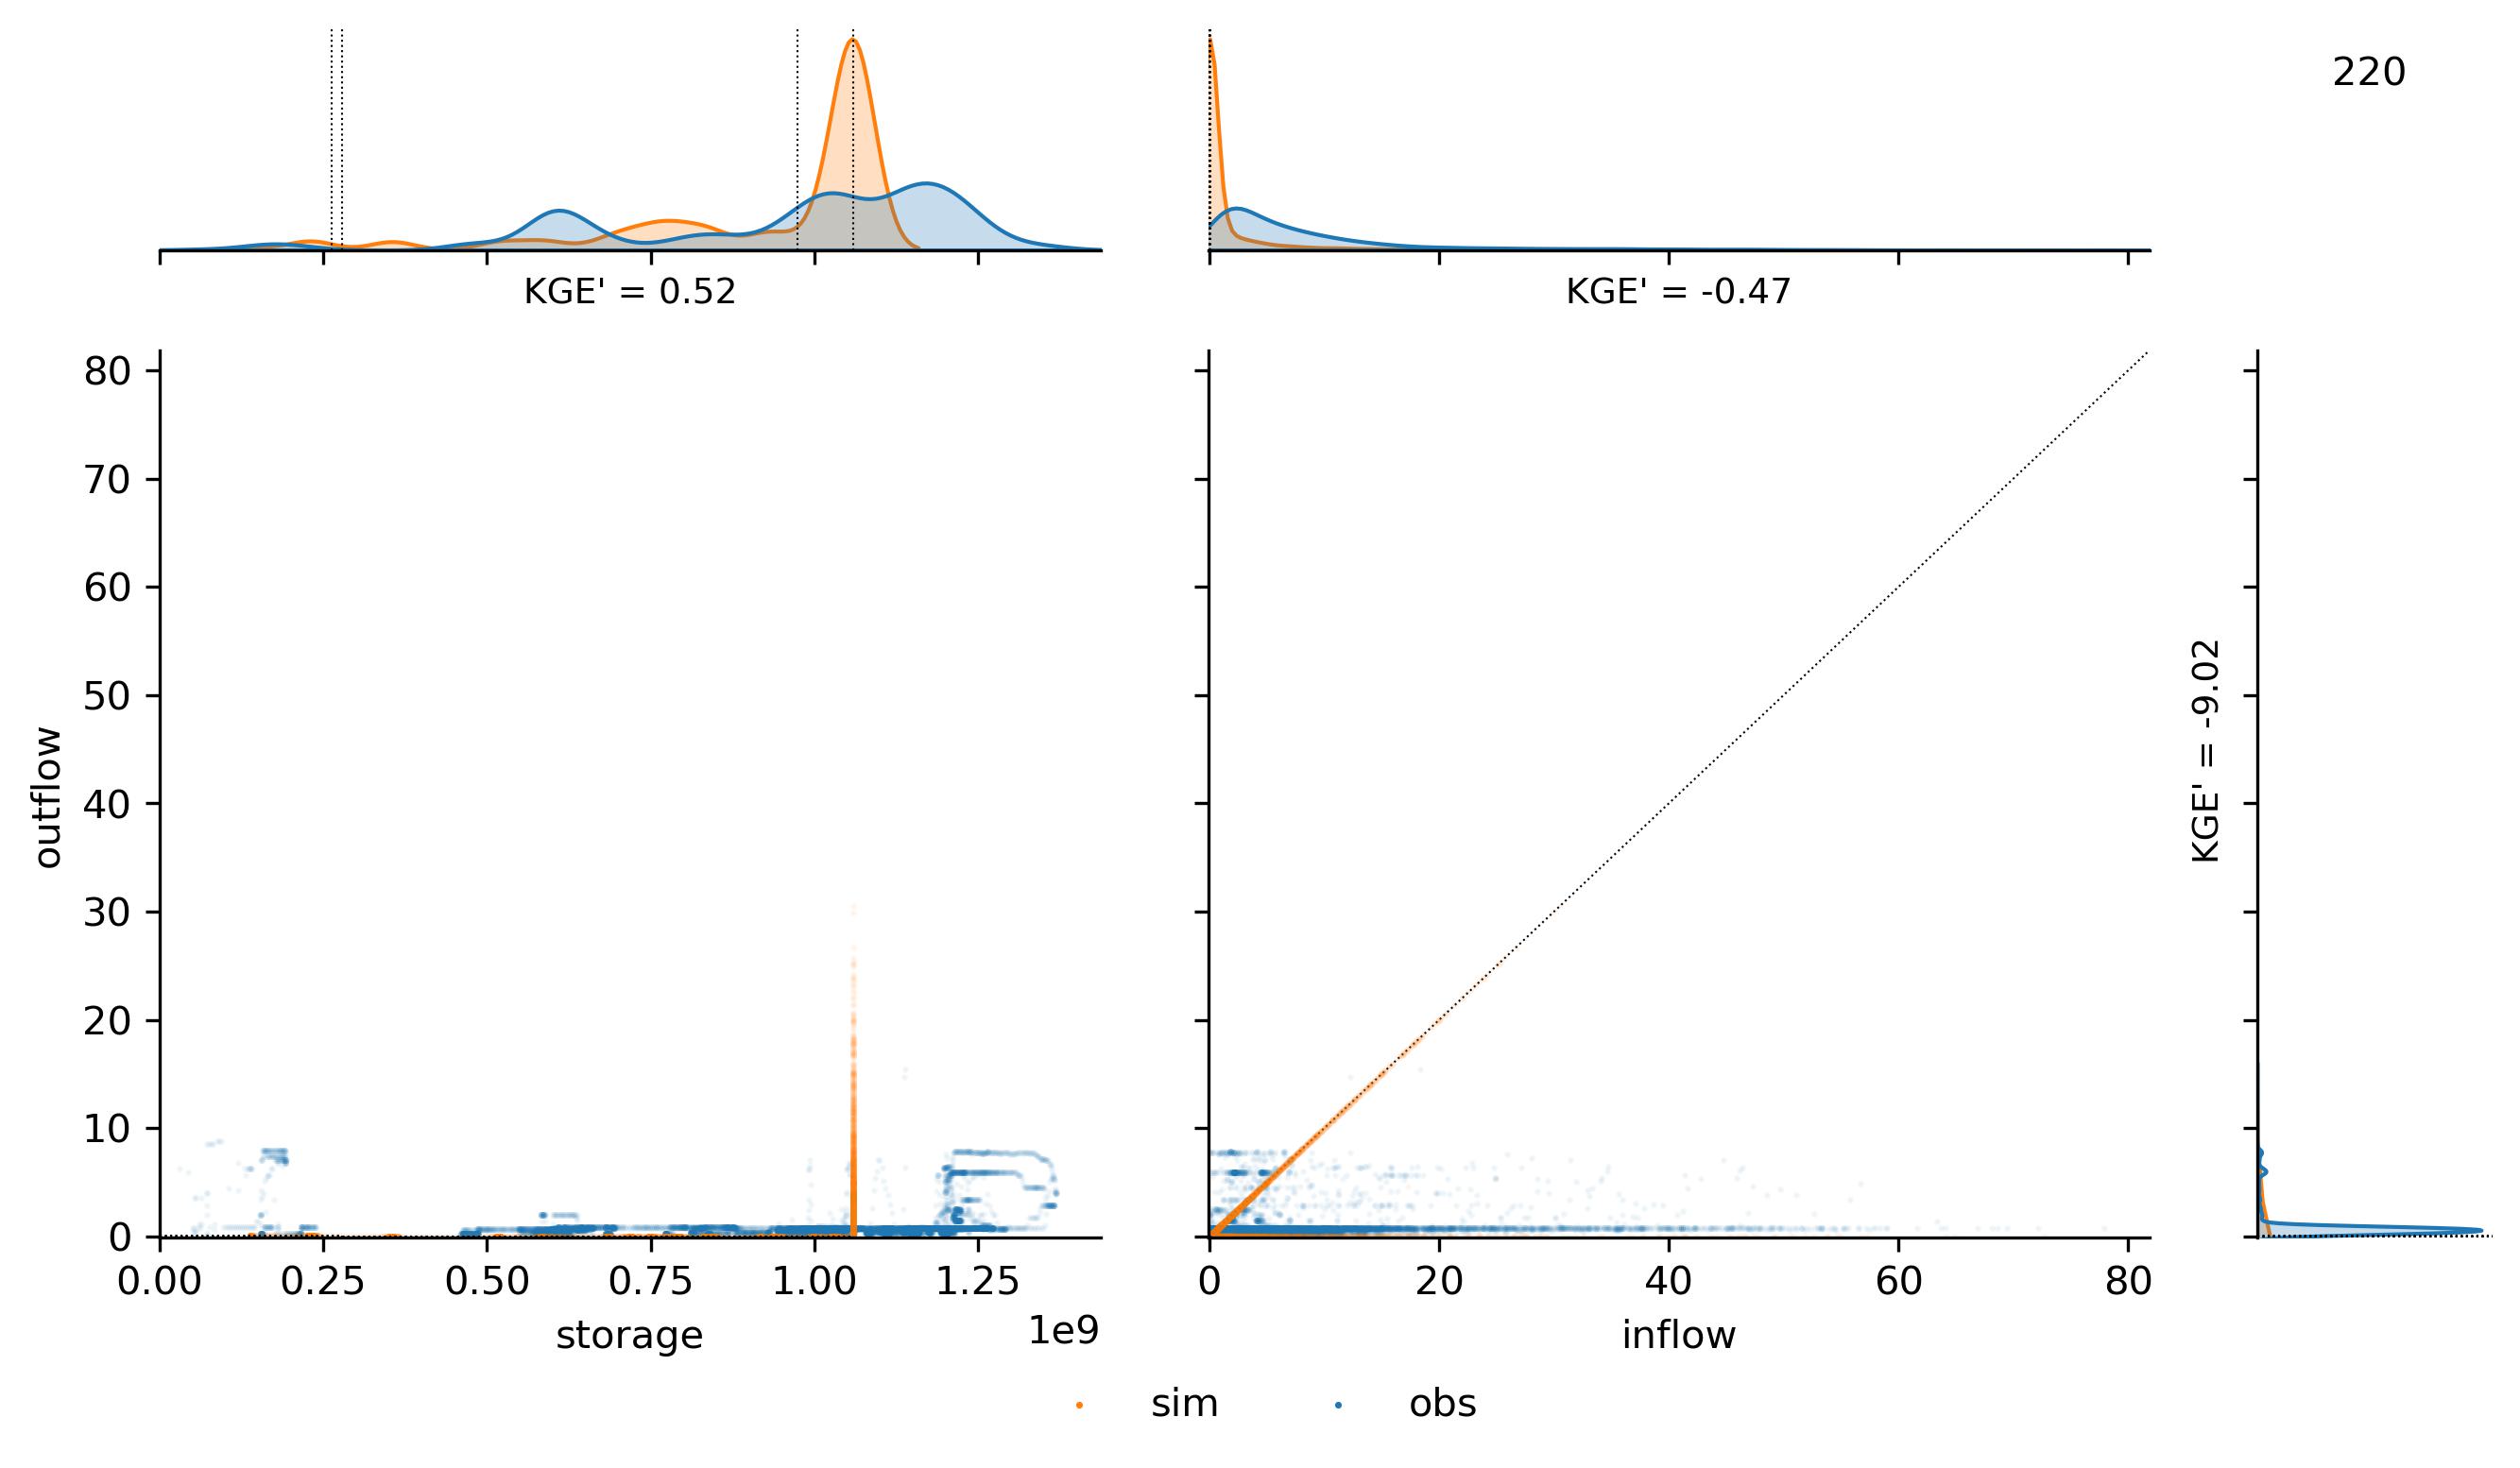 220
KGE' = 0.52
KGE' = -0.47
80
70
60
50
40
30
20
10
0
outflow
KGE' = -9.02
0.00 0.25 0.50 0.75 1.00 1.25
0 20 40 60 80
1e9
storage
inflow
sim obs